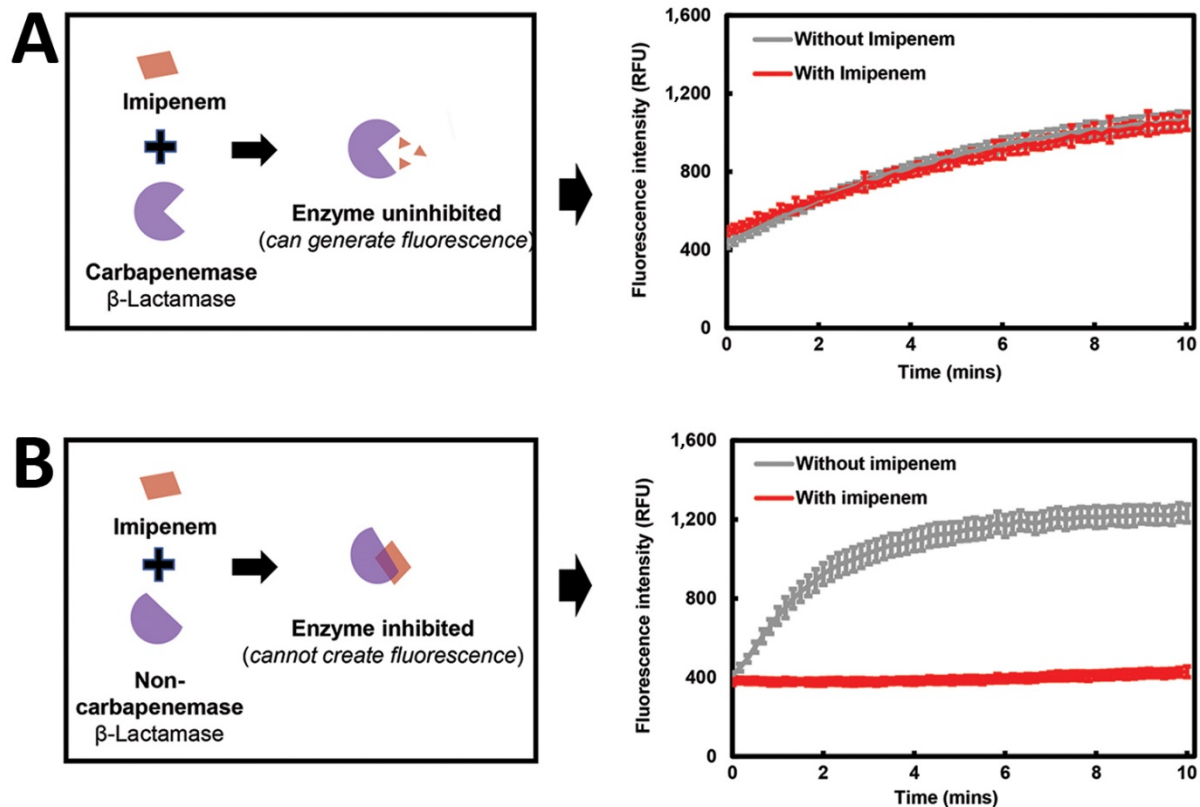 A
Imipenem
Carbapenemase
β-Lactamase
Enzyme uninhibited
(can generate fluorescence)
Fluorescence intensity (RFU)
1,600
1,200
800
400
0
Without Imipenem
With Imipenem
0 2 4 6 8 10
Time (mins)
B
Imipenem
Non-
carbapenemase
β-Lactamase
Enzyme inhibited
(cannot create fluorescence)
Fluorescence intensity (RFU)
1,600
1,200
800
400
0
Without imipenem
With imipenem
0 2 4 6 8 10
Time (mins)